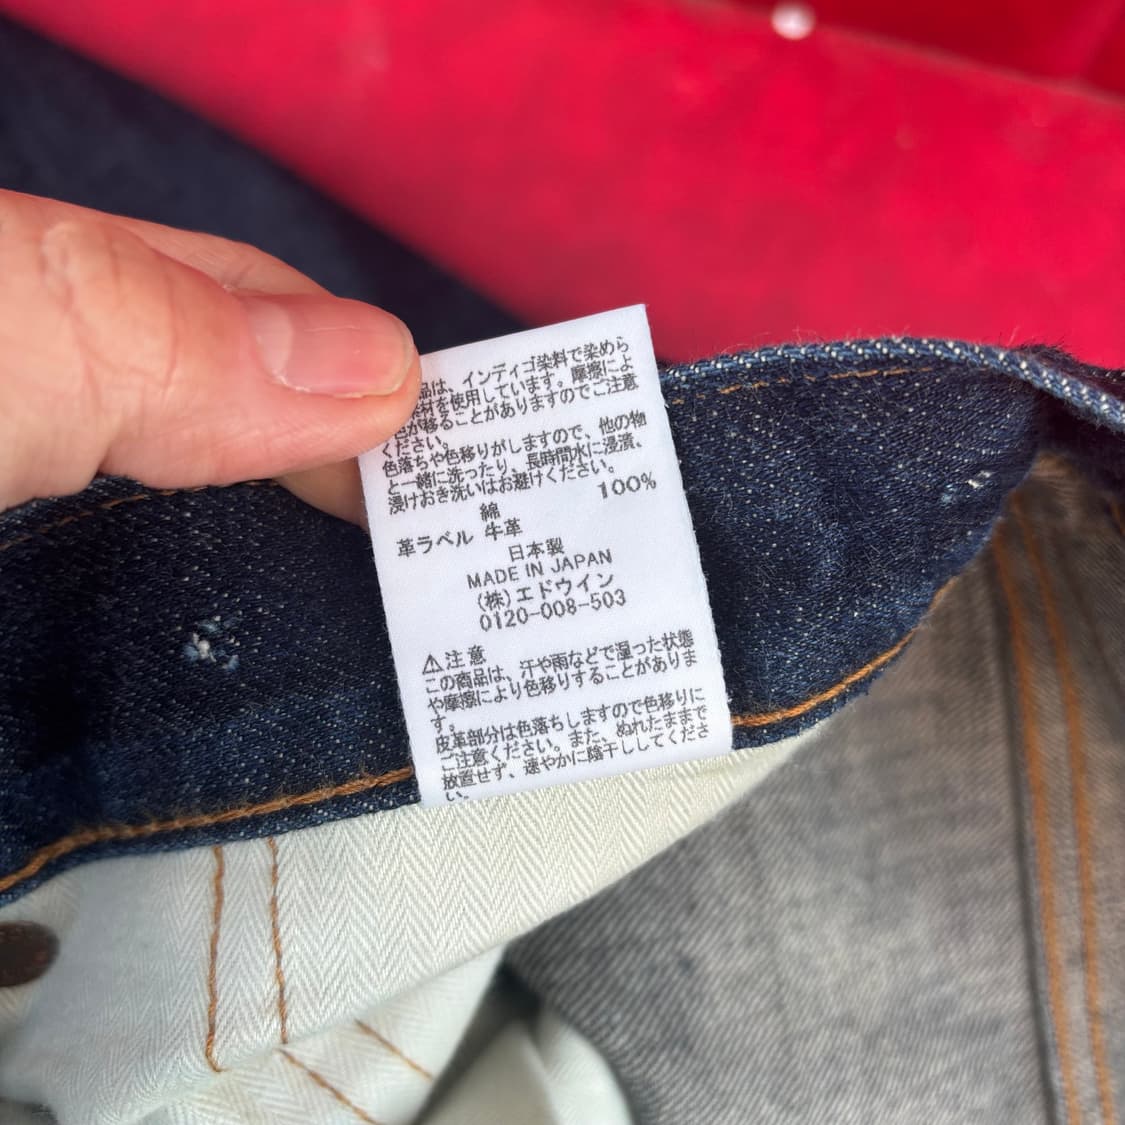 品は、インディゴ染料で染めら
素材を使用しています。摩擦によ
色が移ることがありますのでご注意
ください。
色落ちや色移りがしますので、他の物
と一緒に洗ったり、長時間水に浸漬、
浸けおき洗いはお避けください。
綿 100%
革ラベル 牛革
日本製
MADE IN JAPAN
(株)エドウイン
0120-008-503
⚠注意
この商品は、汗や雨などで湿った状態
や摩擦により色移りすることがありま
す。
皮革部分は色落ちしますので色移りに
ご注意ください。また、ぬれたままで
放置せず、速やかに陰干ししてくださ
い。